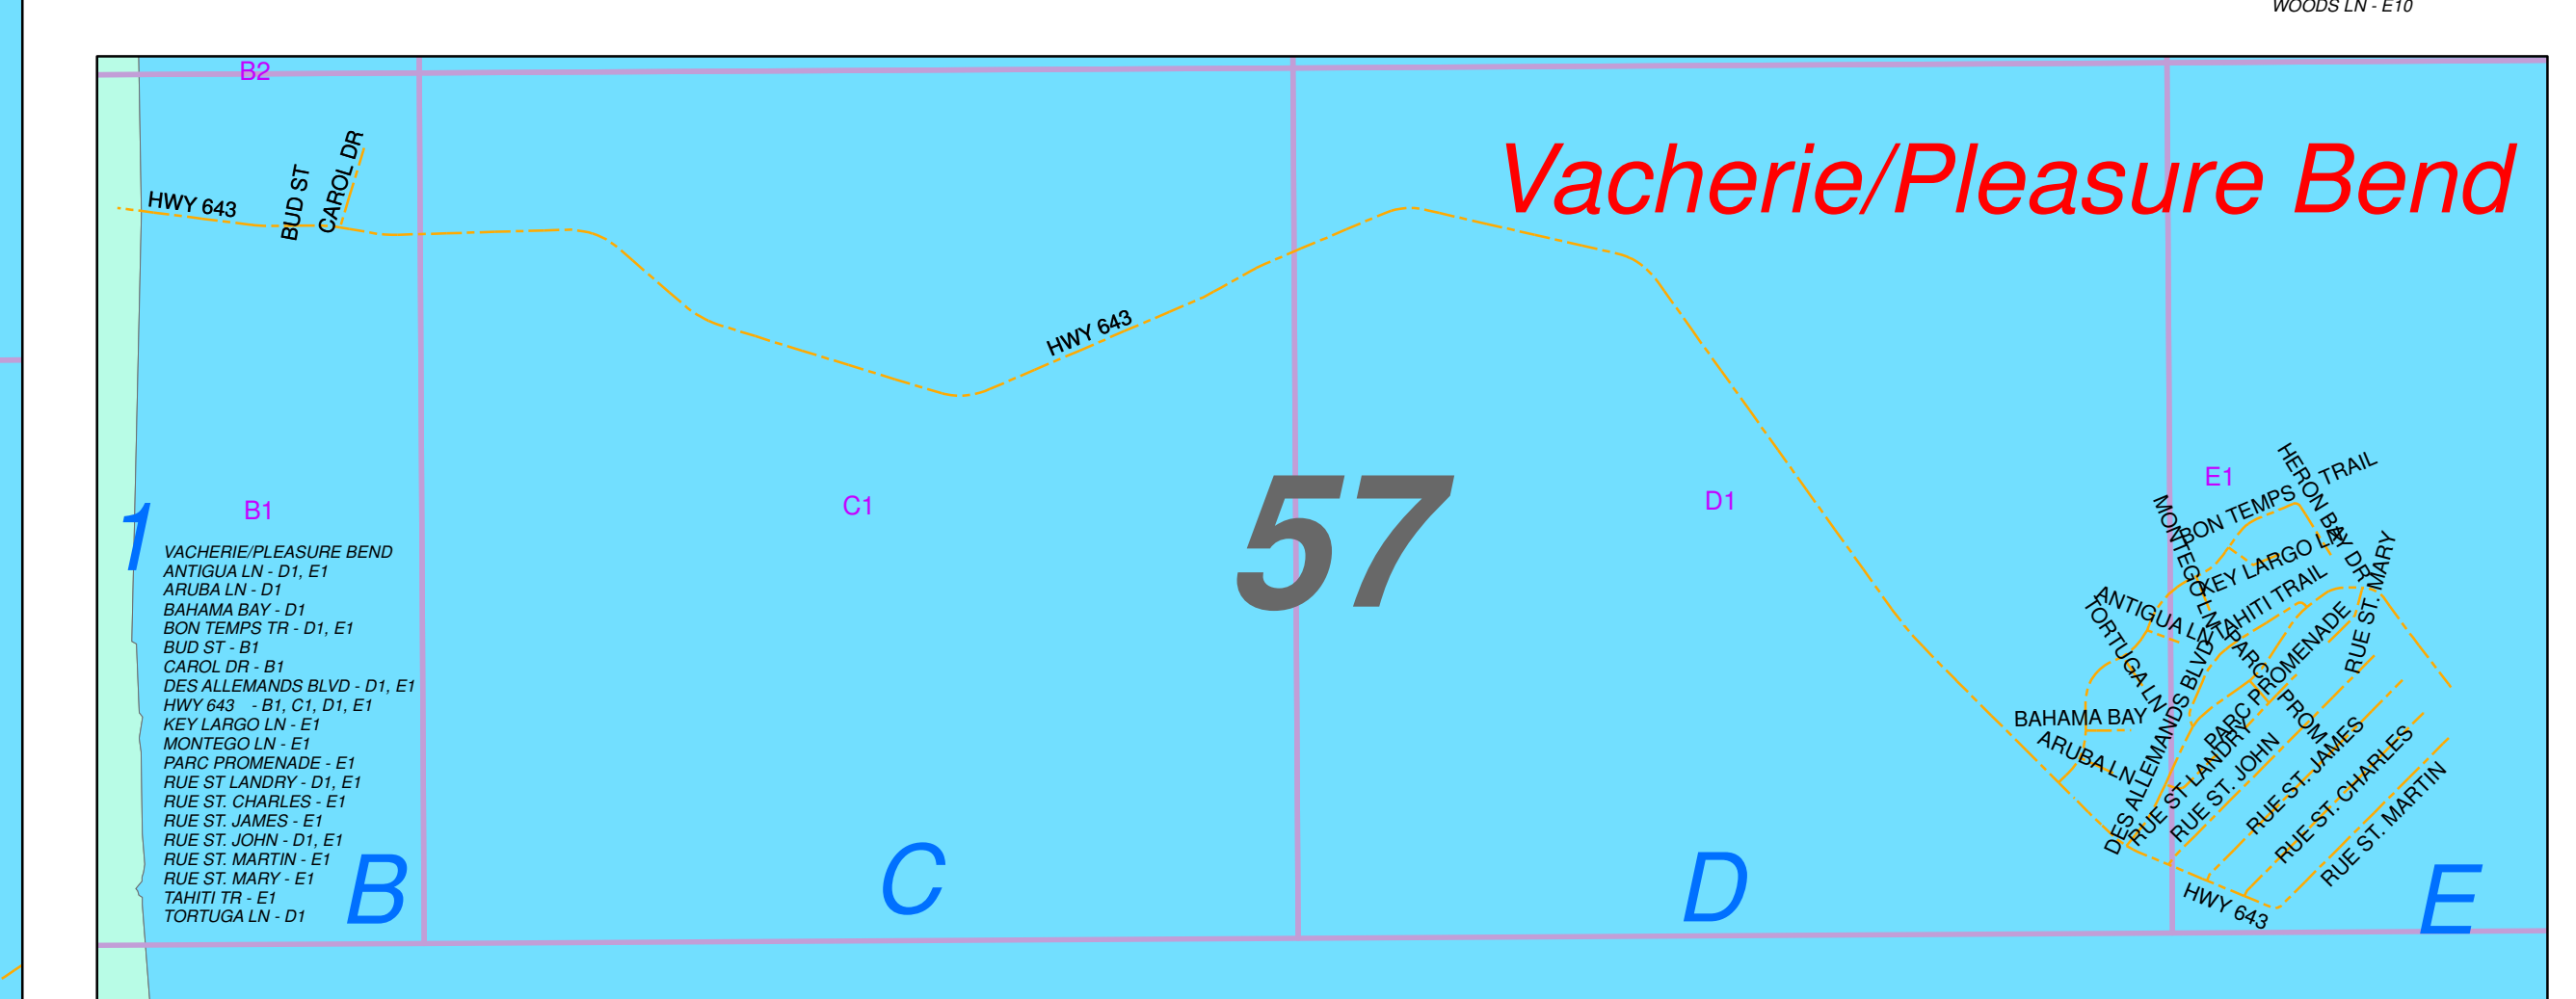 WOODS LN - E10
B2
Vacherie/Pleasure Bend
HWY 643
BUD ST
CAROL DR
HWY 643
57
B1
C1
D1
E1
1
VACHERIE/PLEASURE BEND
ANTIGUA LN - D1, E1
ARUBA LN - D1
BAHAMA BAY - D1
BON TEMPS TR - D1, E1
BUD ST - B1
CAROL DR - B1
DES ALLEMANDS BLVD - D1, E1
HWY 643 - B1, C1, D1, E1
KEY LARGO LN - E1
MONTEGO LN - E1
PARC PROMENADE - E1
RUE ST LANDRY - D1, E1
RUE ST. CHARLES - E1
RUE ST. JAMES - E1
RUE ST. JOHN - D1, E1
RUE ST. MARTIN - E1
RUE ST. MARY - E1
TAHITI TR - E1
TORTUGA LN - D1
HERON BAY DR
BON TEMPS TRAIL
MONTEGO LN
KEY LARGO LN
TAHITI TRAIL
RUE ST. MARY
ANTIGUA LN
TORTUGA LN
PARC PROM
PARC PROMENADE
BAHAMA BAY
ARUBA LN
DES ALLEMANDS BLVD
RUE ST LANDRY
RUE ST. JOHN
RUE ST. JAMES
RUE ST. CHARLES
RUE ST. MARTIN
HWY 643
B
C
D
E